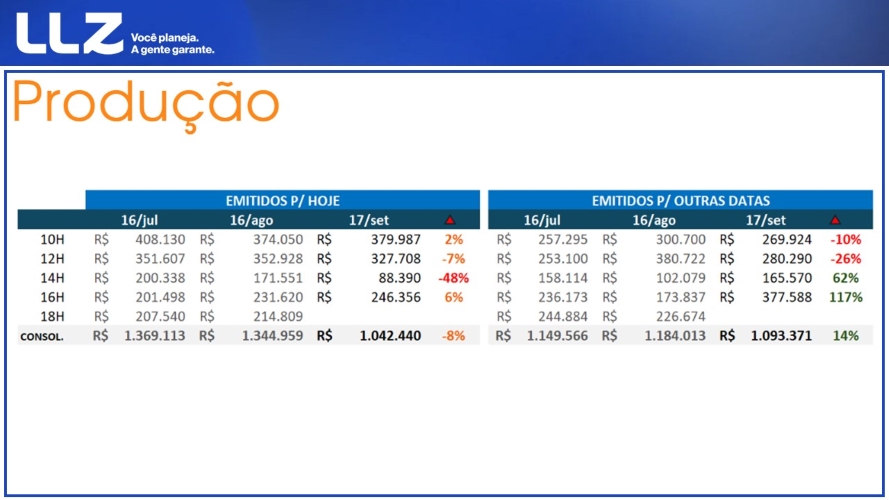 LLZ
Você planeja.
A gente garante.
Produção
EMITIDOS P/ HOJE EMITIDOS P/ OUTRAS DATAS
16/jul 16/ago 17/set 16/jul 16/ago 17/set
10H R$ 408.130 R$ 374.050 R$ 379.987 2% R$ 257.295 R$ 300.700 R$ 269.924 -10%
12H R$ 351.607 R$ 352.928 R$ 327.708 -7% R$ 253.100 R$ 380.722 R$ 280.290 -26%
14H R$ 200.338 R$ 171.551 R$ 88.390 -48% R$ 158.114 R$ 102.079 R$ 165.570 62%
16H R$ 201.498 R$ 231.620 R$ 246.356 6% R$ 236.173 R$ 173.837 R$ 377.588 117%
18H R$ 207.540 R$ 214.809 R$ 244.884 R$ 226.674
CONSOL. R$ 1.369.113 R$ 1.344.959 R$ 1.042.440 -8% R$ 1.149.566 R$ 1.184.013 R$ 1.093.371 14%